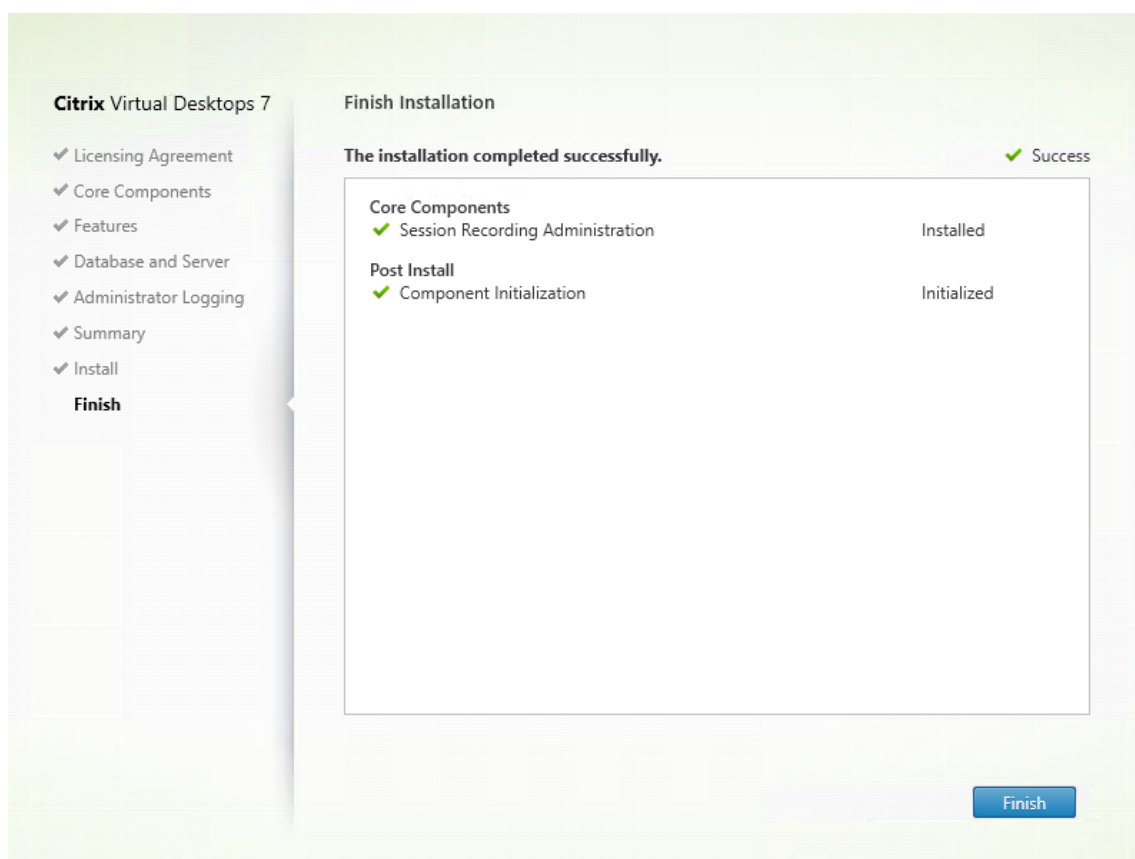 Citrix Virtual Desktops 7
Licensing Agreement
Core Components
Features
Database and Server
Administrator Logging
Summary
Install
Finish
Finish Installation
The installation completed successfully.
Success
Core Components
Session Recording Administration Installed
Post Install
Component Initialization Initialized
Finish